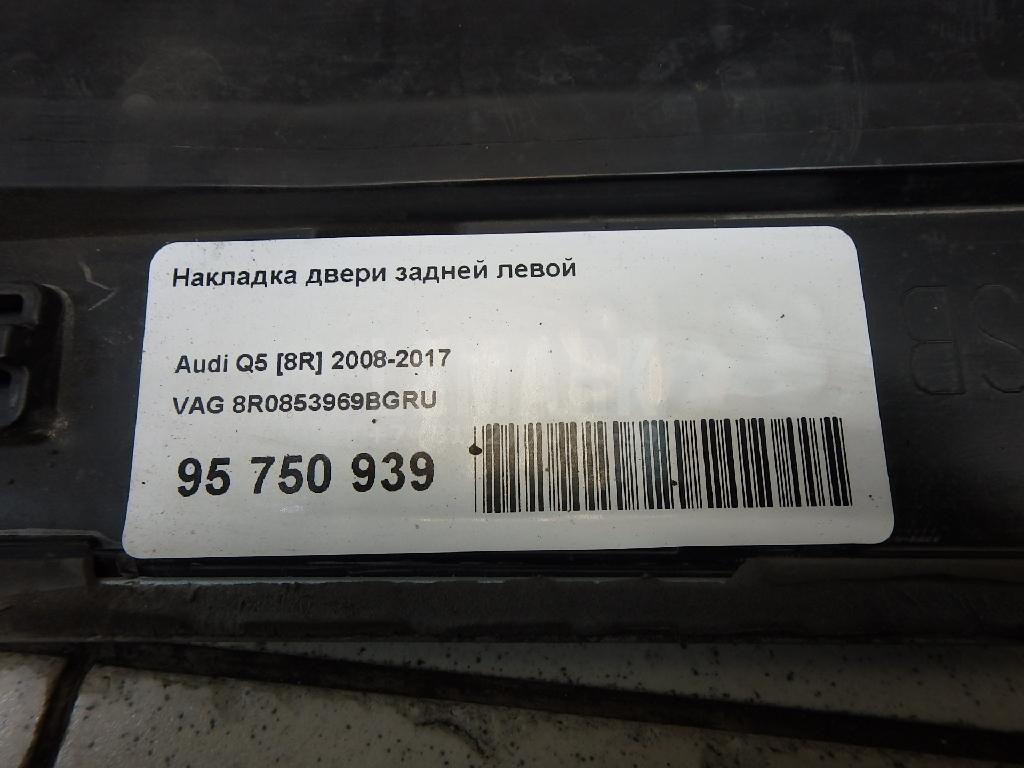 Накладка двери задней левой
Audi Q5 [8R] 2008-2017
VAG 8R0853969BGRU
95 750 939